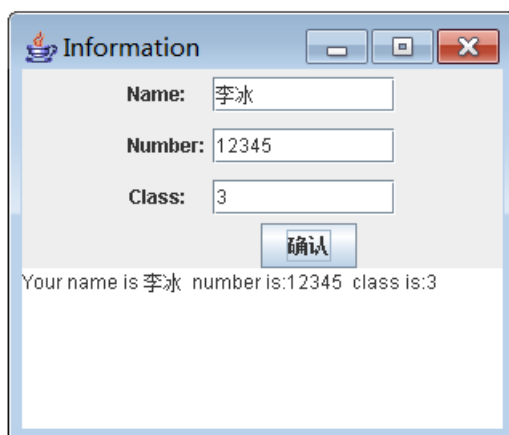 Information
Name: 李冰
Number: 12345
Class: 3
确认
Your name is 李冰  number is:12345  class is:3